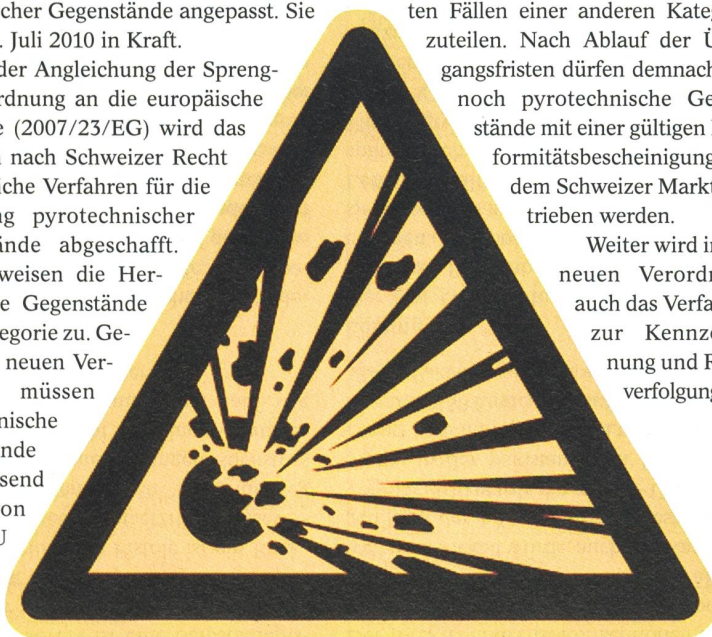 cher Gegenstände angepasst. Sie
. Juli 2010 in Kraft.
der Angleichung der Spreng-
rdnung an die europäische
e (2007/23/EG) wird das
n nach Schweizer Recht
iche Verfahren für die
ng pyrotechnischer
ände abgeschafft.
weisen die Her-
e Gegenstände
egorie zu. Ge-
neuen Ver-
müssen
nische
nde
send
on
U
ten Fällen einer anderen Kateg
zuteilen. Nach Ablauf der Ü
gangsfristen dürfen demnach
noch pyrotechnische Ge
stände mit einer gültigen
formitätsbescheinigung
dem Schweizer Markt
trieben werden.
Weiter wird i
neuen Verordn
auch das Verfa
zur Kennze
nung und R
verfolgung